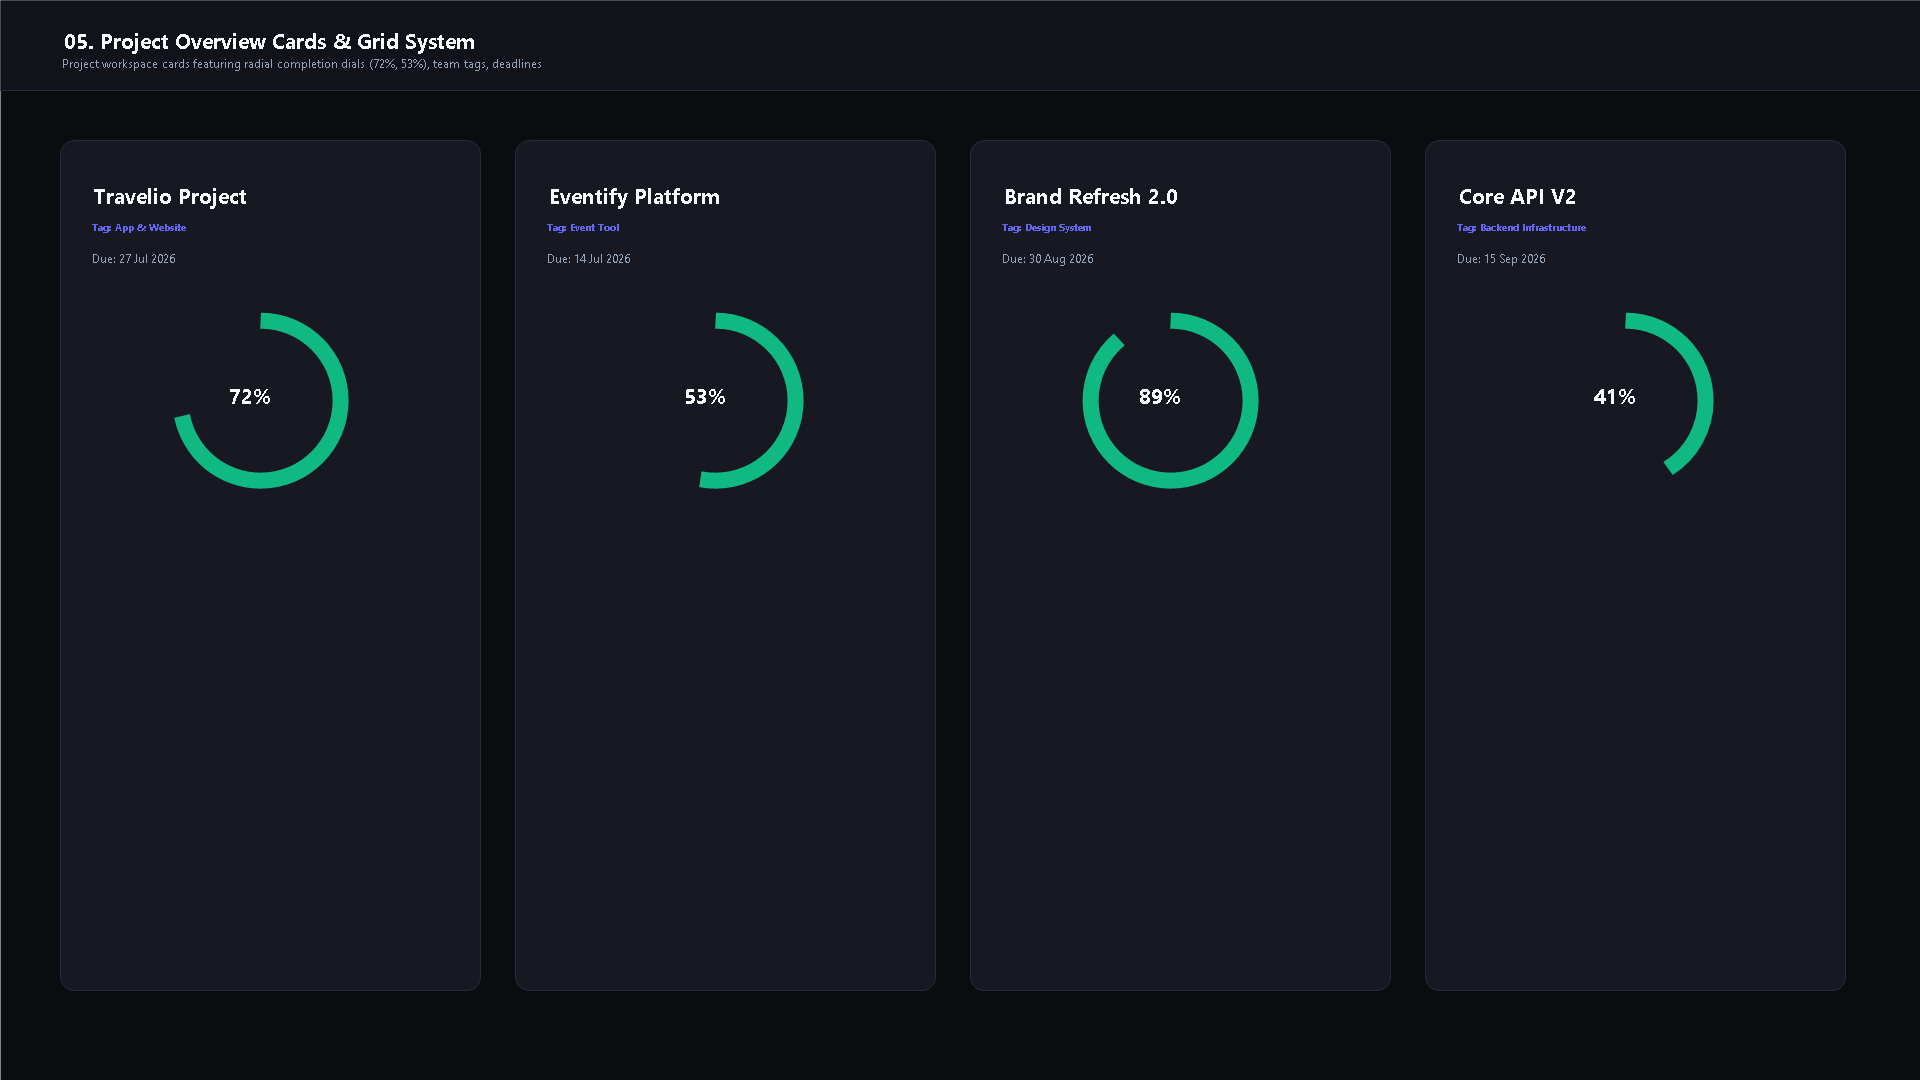 05. Project Overview Cards & Grid System
Project workspace cards featuring radial completion dials (72%, 53%), team tags, deadlines
Travelio Project
Tag: App & Website
Due: 27 Jul 2026
72%
Eventify Platform
Tag: Event Tool
Due: 14 Jul 2026
53%
Brand Refresh 2.0
Tag: Design System
Due: 30 Aug 2026
89%
Core API V2
Tag: Backend Infrastructure
Due: 15 Sep 2026
41%